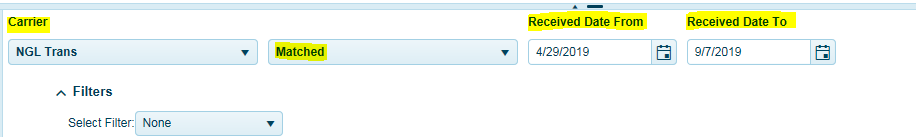 Carrier Received Date From Received Date To
NGL Trans Matched 4/29/2019 9/7/2019
Filters
Select Filter: None